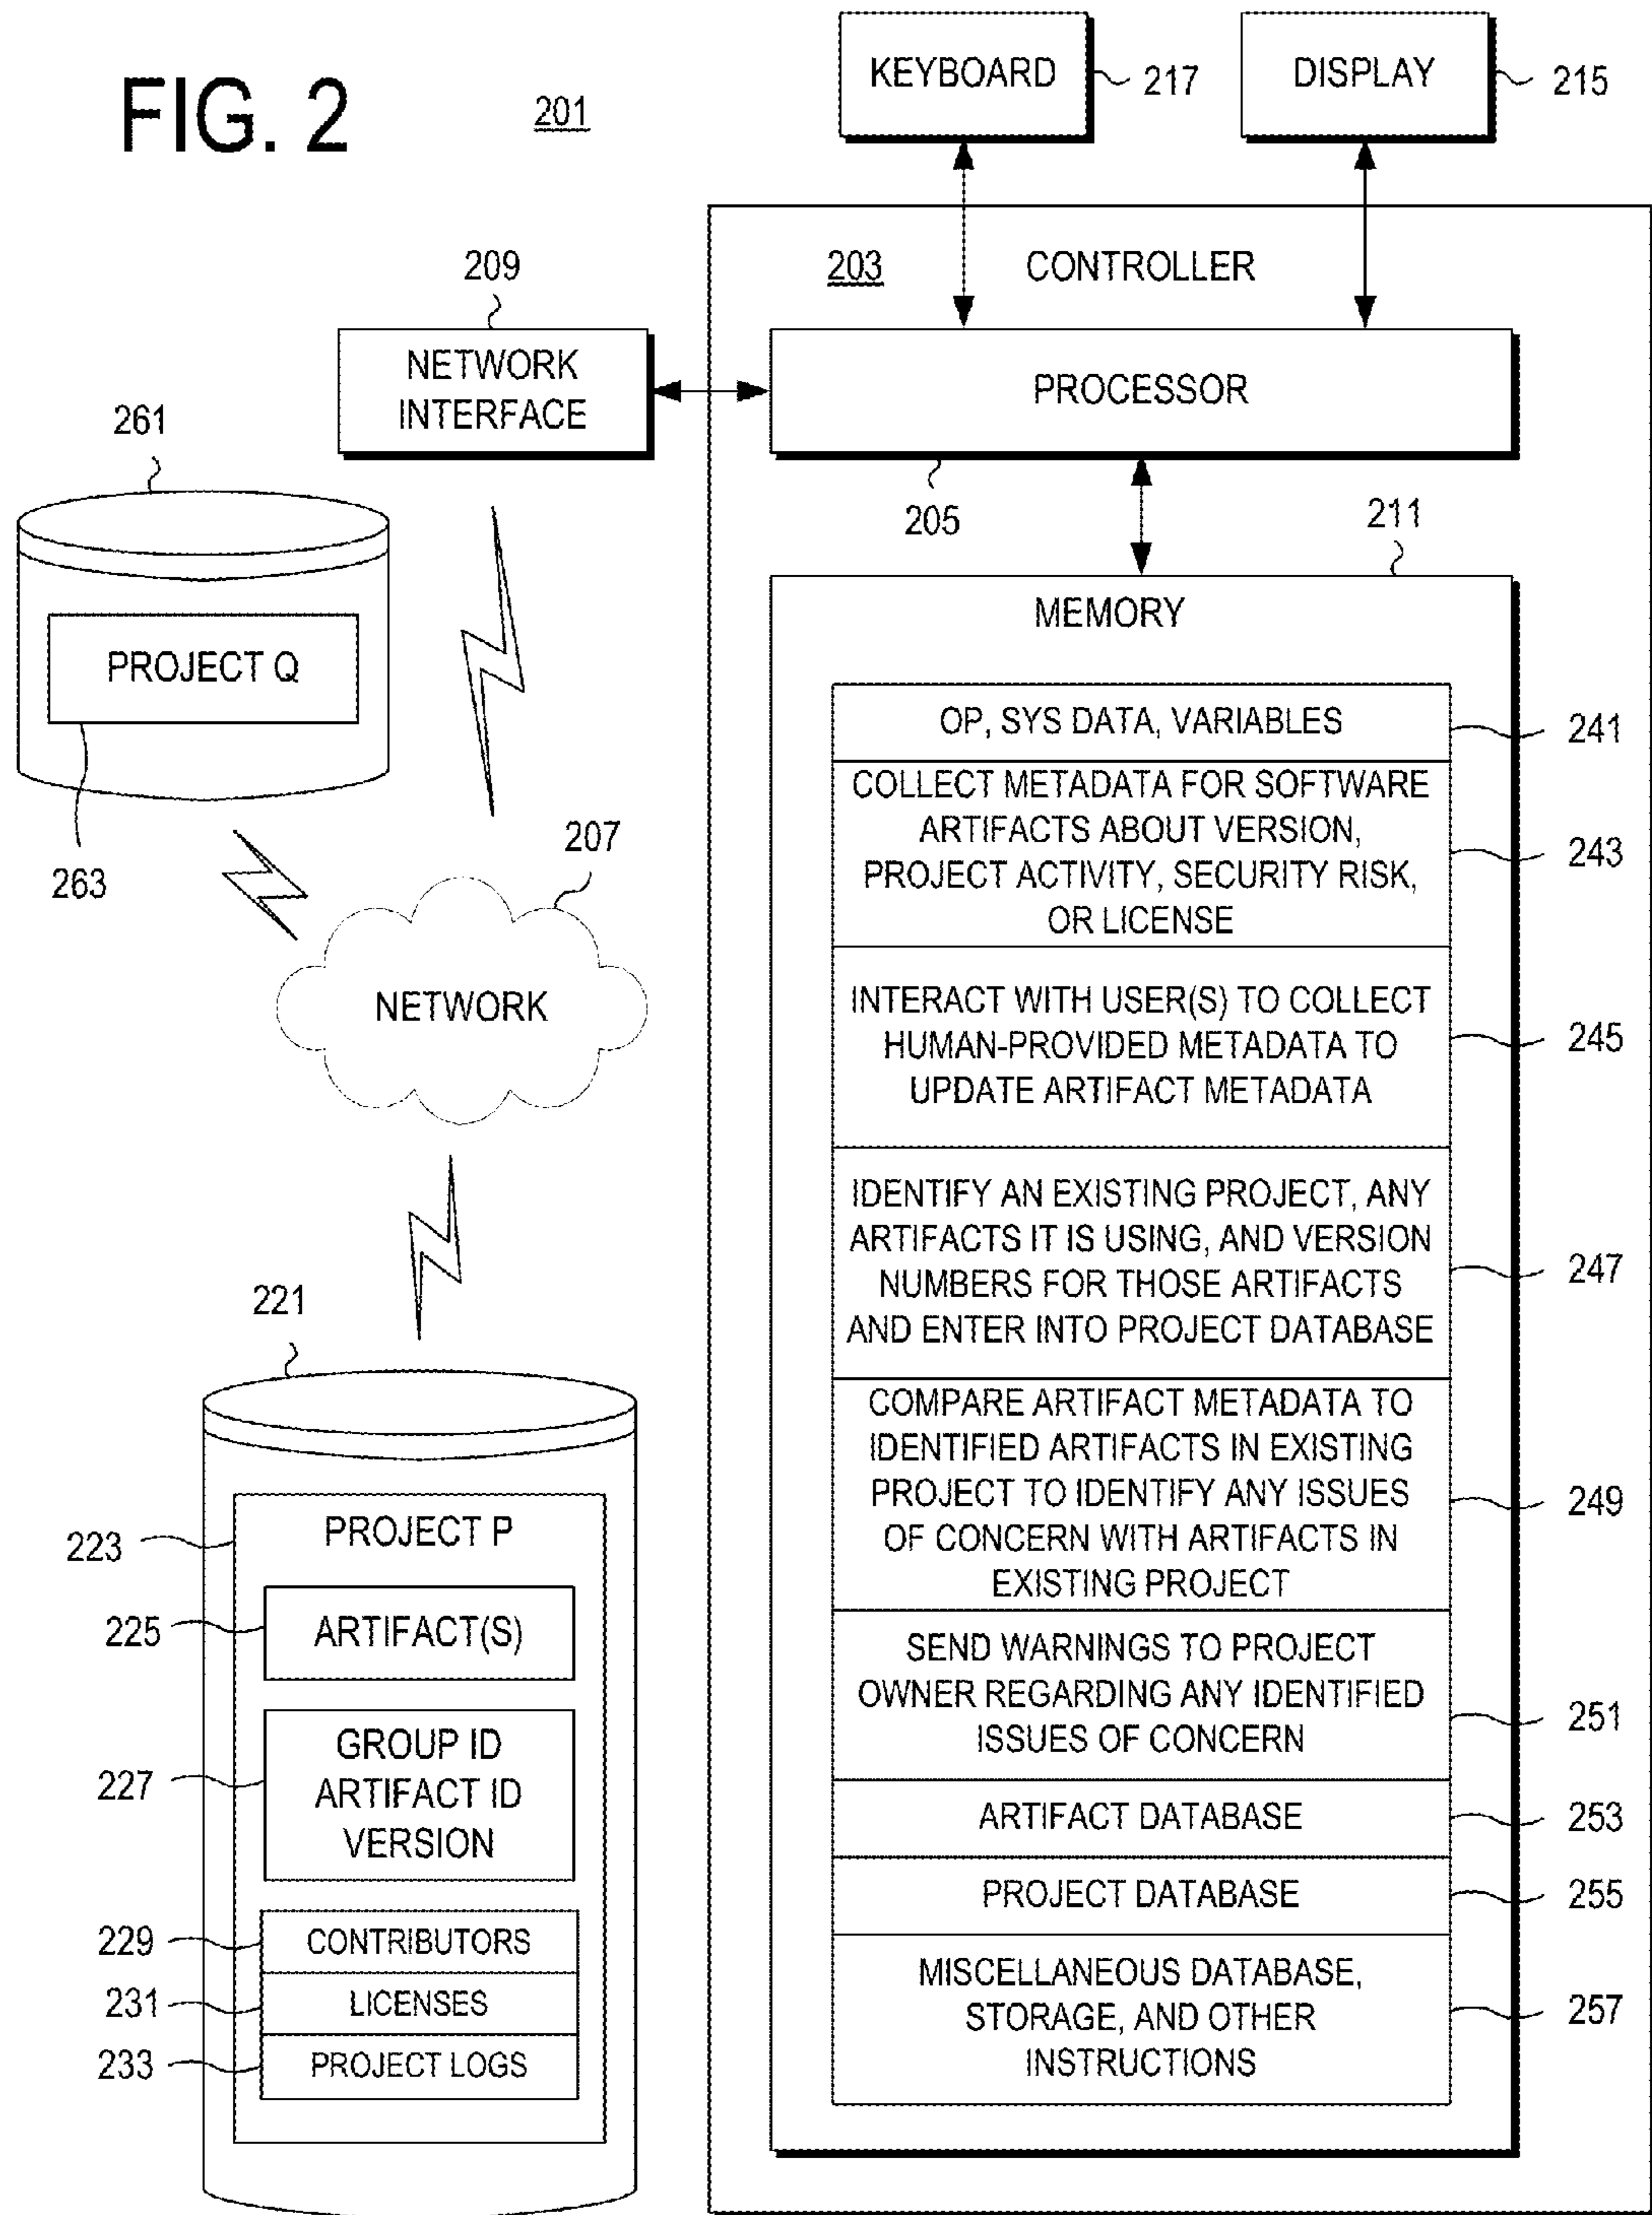 FIG. 2
201
KEYBOARD
217
DISPLAY
215
203
CONTROLLER
209
NETWORK
INTERFACE
PROCESSOR
205
261
PROJECT Q
263
207
NETWORK
211
MEMORY
OP, SYS DATA, VARIABLES
241
COLLECT METADATA FOR SOFTWARE
ARTIFACTS ABOUT VERSION,
PROJECT ACTIVITY, SECURITY RISK,
OR LICENSE
243
INTERACT WITH USER(S) TO COLLECT
HUMAN-PROVIDED METADATA TO
UPDATE ARTIFACT METADATA
245
IDENTIFY AN EXISTING PROJECT, ANY
ARTIFACTS IT IS USING, AND VERSION
NUMBERS FOR THOSE ARTIFACTS
AND ENTER INTO PROJECT DATABASE
247
COMPARE ARTIFACT METADATA TO
IDENTIFIED ARTIFACTS IN EXISTING
PROJECT TO IDENTIFY ANY ISSUES
OF CONCERN WITH ARTIFACTS IN
EXISTING PROJECT
249
SEND WARNINGS TO PROJECT
OWNER REGARDING ANY IDENTIFIED
ISSUES OF CONCERN
251
ARTIFACT DATABASE
253
PROJECT DATABASE
255
MISCELLANEOUS DATABASE,
STORAGE, AND OTHER
INSTRUCTIONS
257
221
223
PROJECT P
225
ARTIFACT(S)
227
GROUP ID
ARTIFACT ID
VERSION
229
CONTRIBUTORS
231
LICENSES
233
PROJECT LOGS